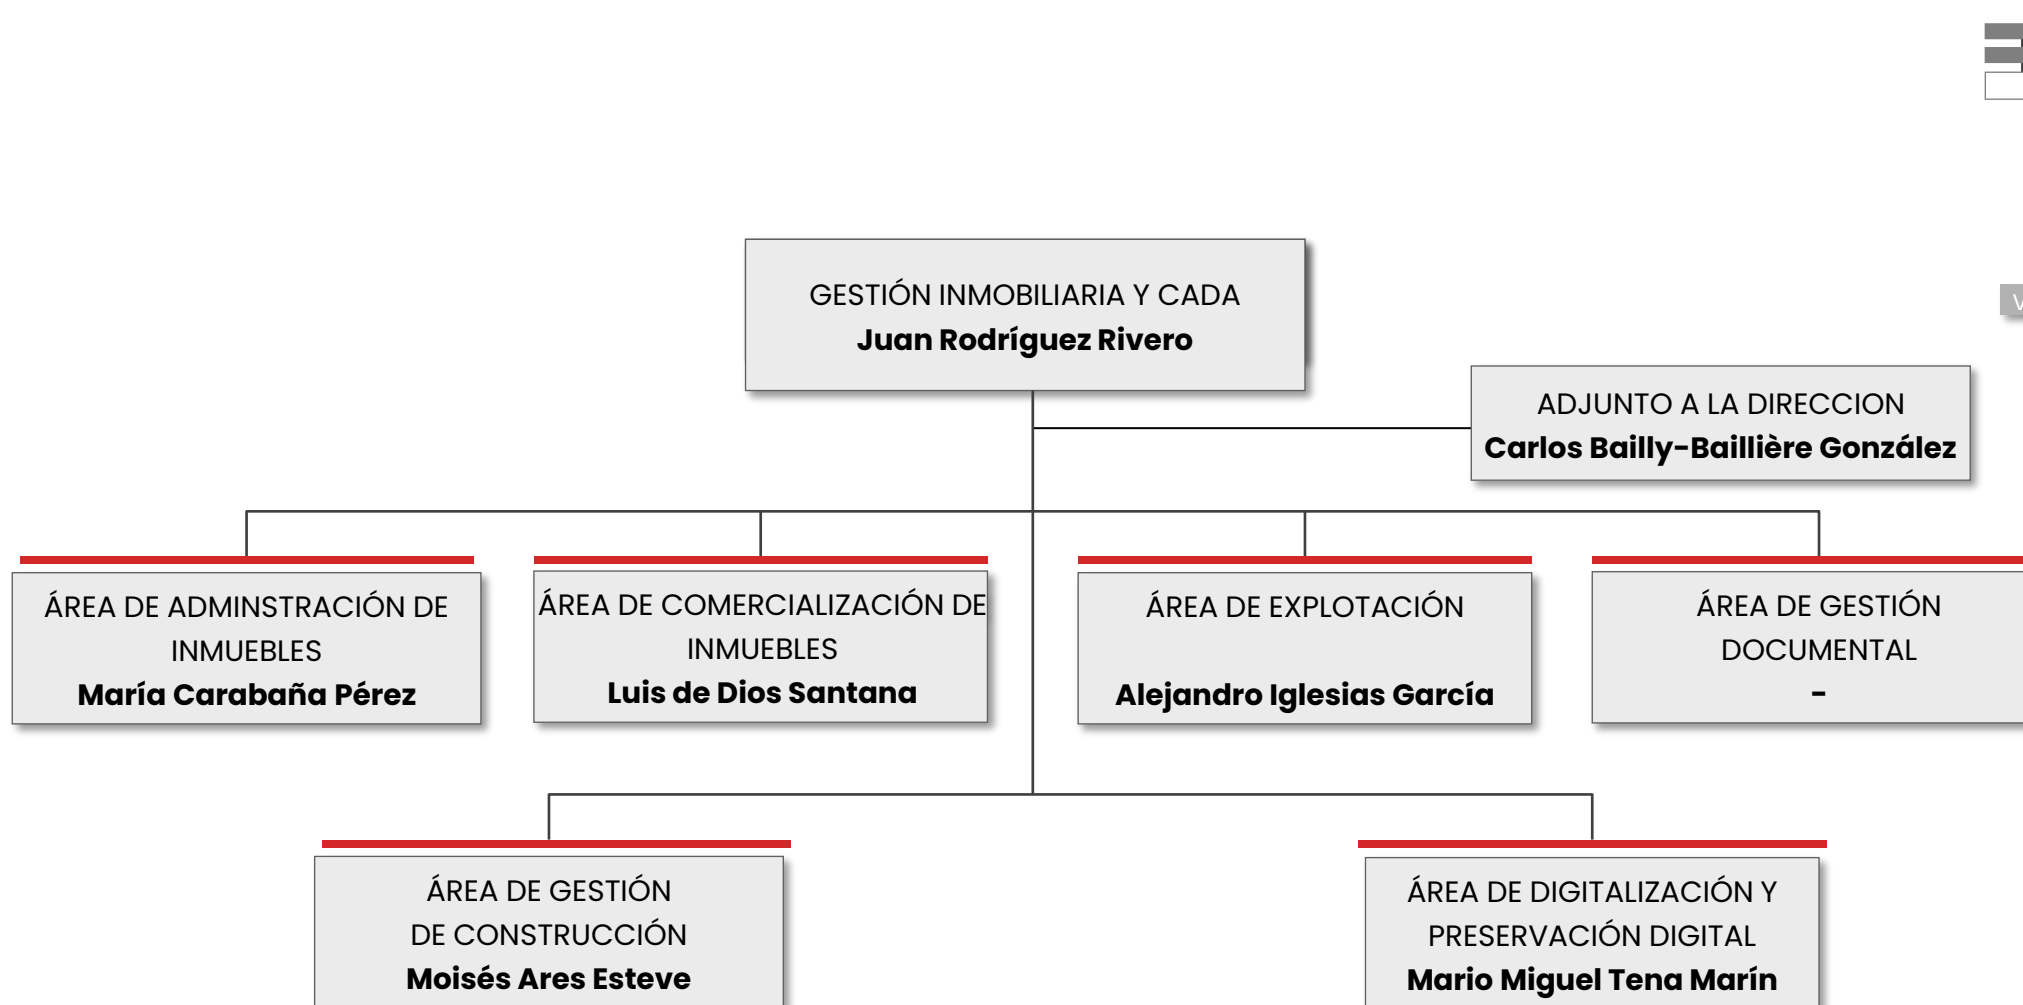 GESTIÓN INMOBILIARIA Y CADA
Juan Rodríguez Rivero
ADJUNTO A LA DIRECCION
Carlos Bailly-Baillière González
ÁREA DE ADMINSTRACIÓN DE
INMUEBLES
María Carabaña Pérez
ÁREA DE COMERCIALIZACIÓN DE
INMUEBLES
Luis de Dios Santana
ÁREA DE EXPLOTACIÓN
Alejandro Iglesias García
ÁREA DE GESTIÓN
DOCUMENTAL
-
ÁREA DE GESTIÓN
DE CONSTRUCCIÓN
Moisés Ares Esteve
ÁREA DE DIGITALIZACIÓN Y
PRESERVACIÓN DIGITAL
Mario Miguel Tena Marín